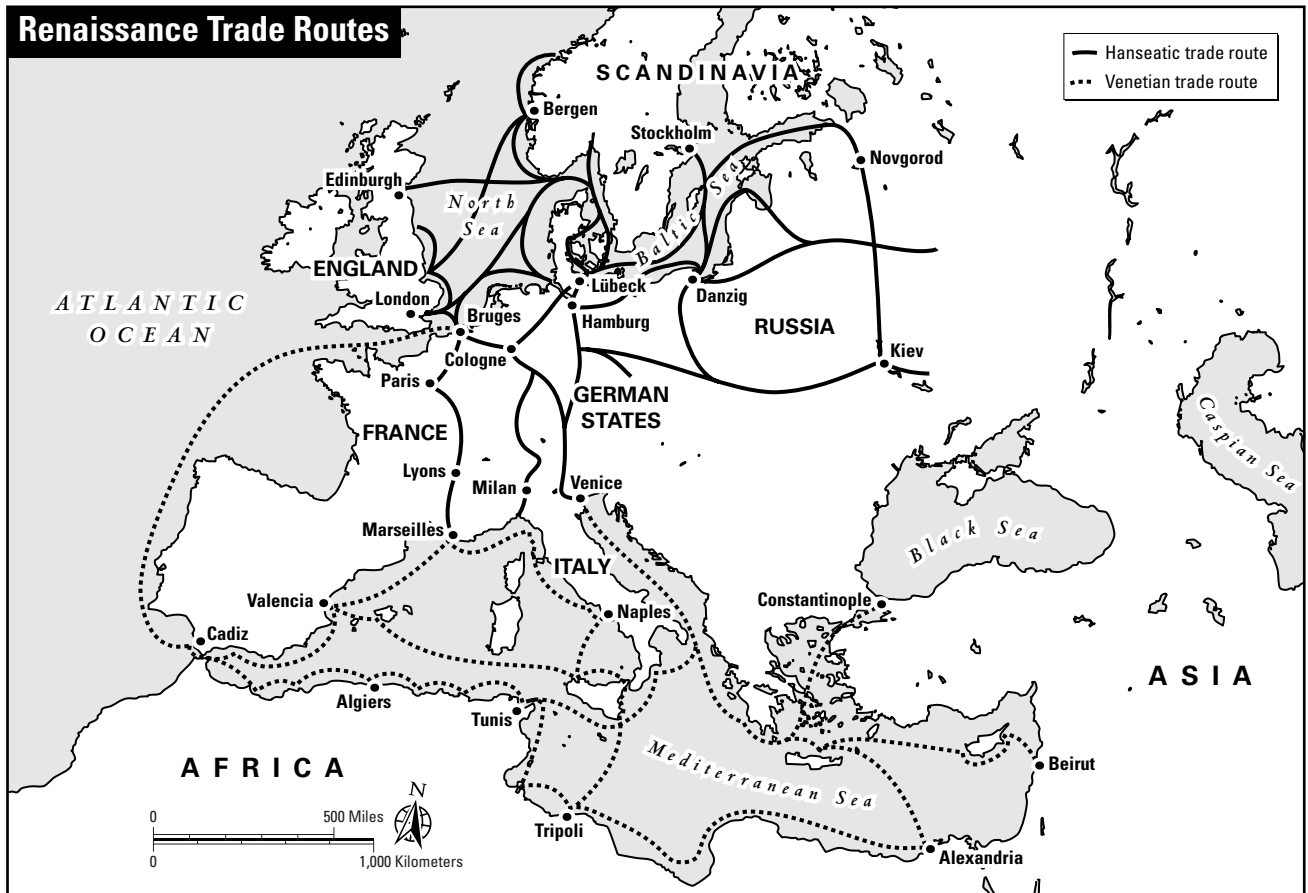 Renaissance Trade Routes
Hanseatic trade route
Venetian trade route
SCANDINAVIA
Bergen
Stockholm
Novgorod
Edinburgh
North
Sea
Baltic Sea
ENGLAND
Lübeck
Danzig
London
Hamburg
ATLANTIC
OCEAN
Bruges
RUSSIA
Cologne
Kiev
Paris
GERMAN
STATES
FRANCE
Caspian Sea
Lyons
Milan
Venice
Marseilles
Black Sea
ITALY
Valencia
Naples
Constantinople
Cadiz
ASIA
Algiers
Tunis
Mediterranean Sea
AFRICA
Beirut
N
0 500 Miles
0 1,000 Kilometers
Tripoli
Alexandria